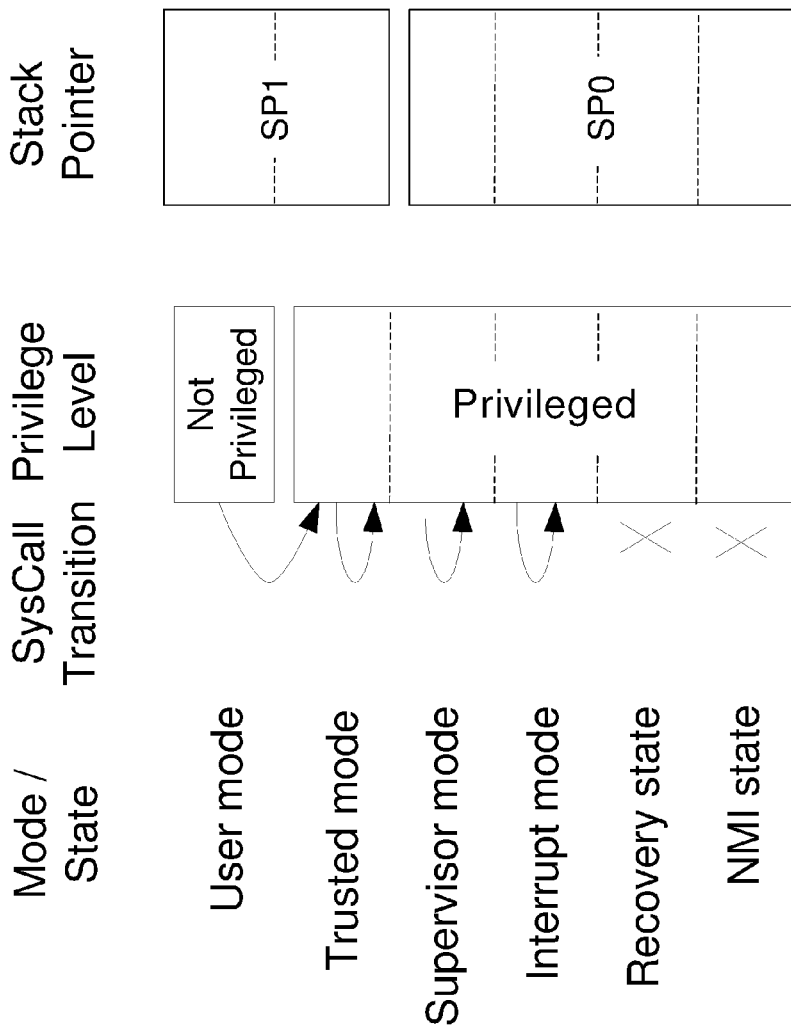 Mode /
State
SysCall
Transition
Privilege
Level
Stack
Pointer
User mode
Not
Privileged
SP1
Trusted mode
Supervisor mode
Interrupt mode
Recovery state
NMI state
Privileged
SP0